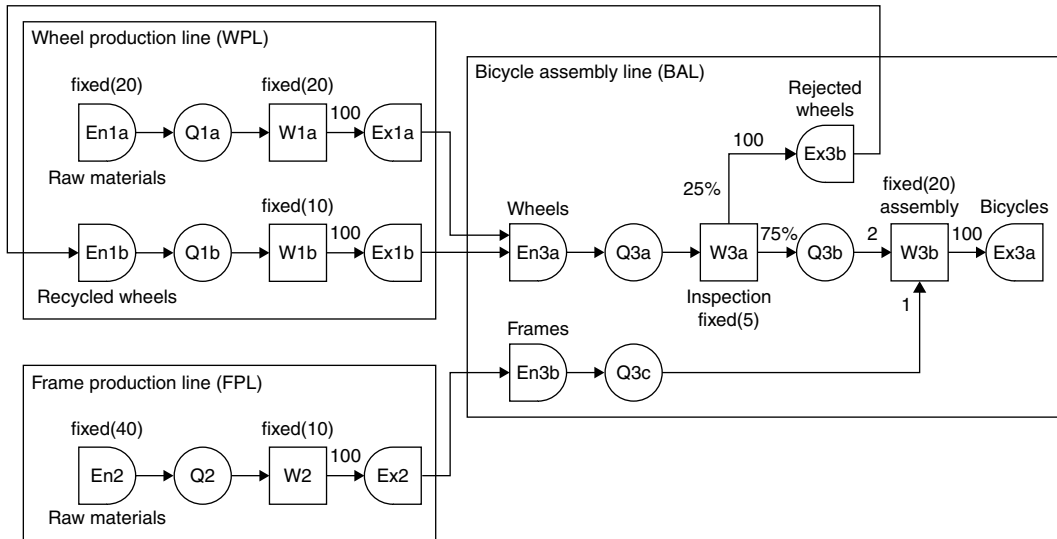 Wheel production line (WPL)
fixed(20)
fixed(20)
En1a
Q1a
W1a
100
Ex1a
Raw materials
fixed(10)
En1b
Q1b
W1b
100
Ex1b
Recycled wheels
Frame production line (FPL)
fixed(40)
fixed(10)
En2
Q2
W2
100
Ex2
Raw materials
Bicycle assembly line (BAL)
Rejected
wheels
100
Ex3b
25%
fixed(20)
assembly
Bicycles
Wheels
En3a
Q3a
W3a
75%
Q3b
2
W3b
100
Ex3a
Inspection
fixed(5)
1
Frames
En3b
Q3c